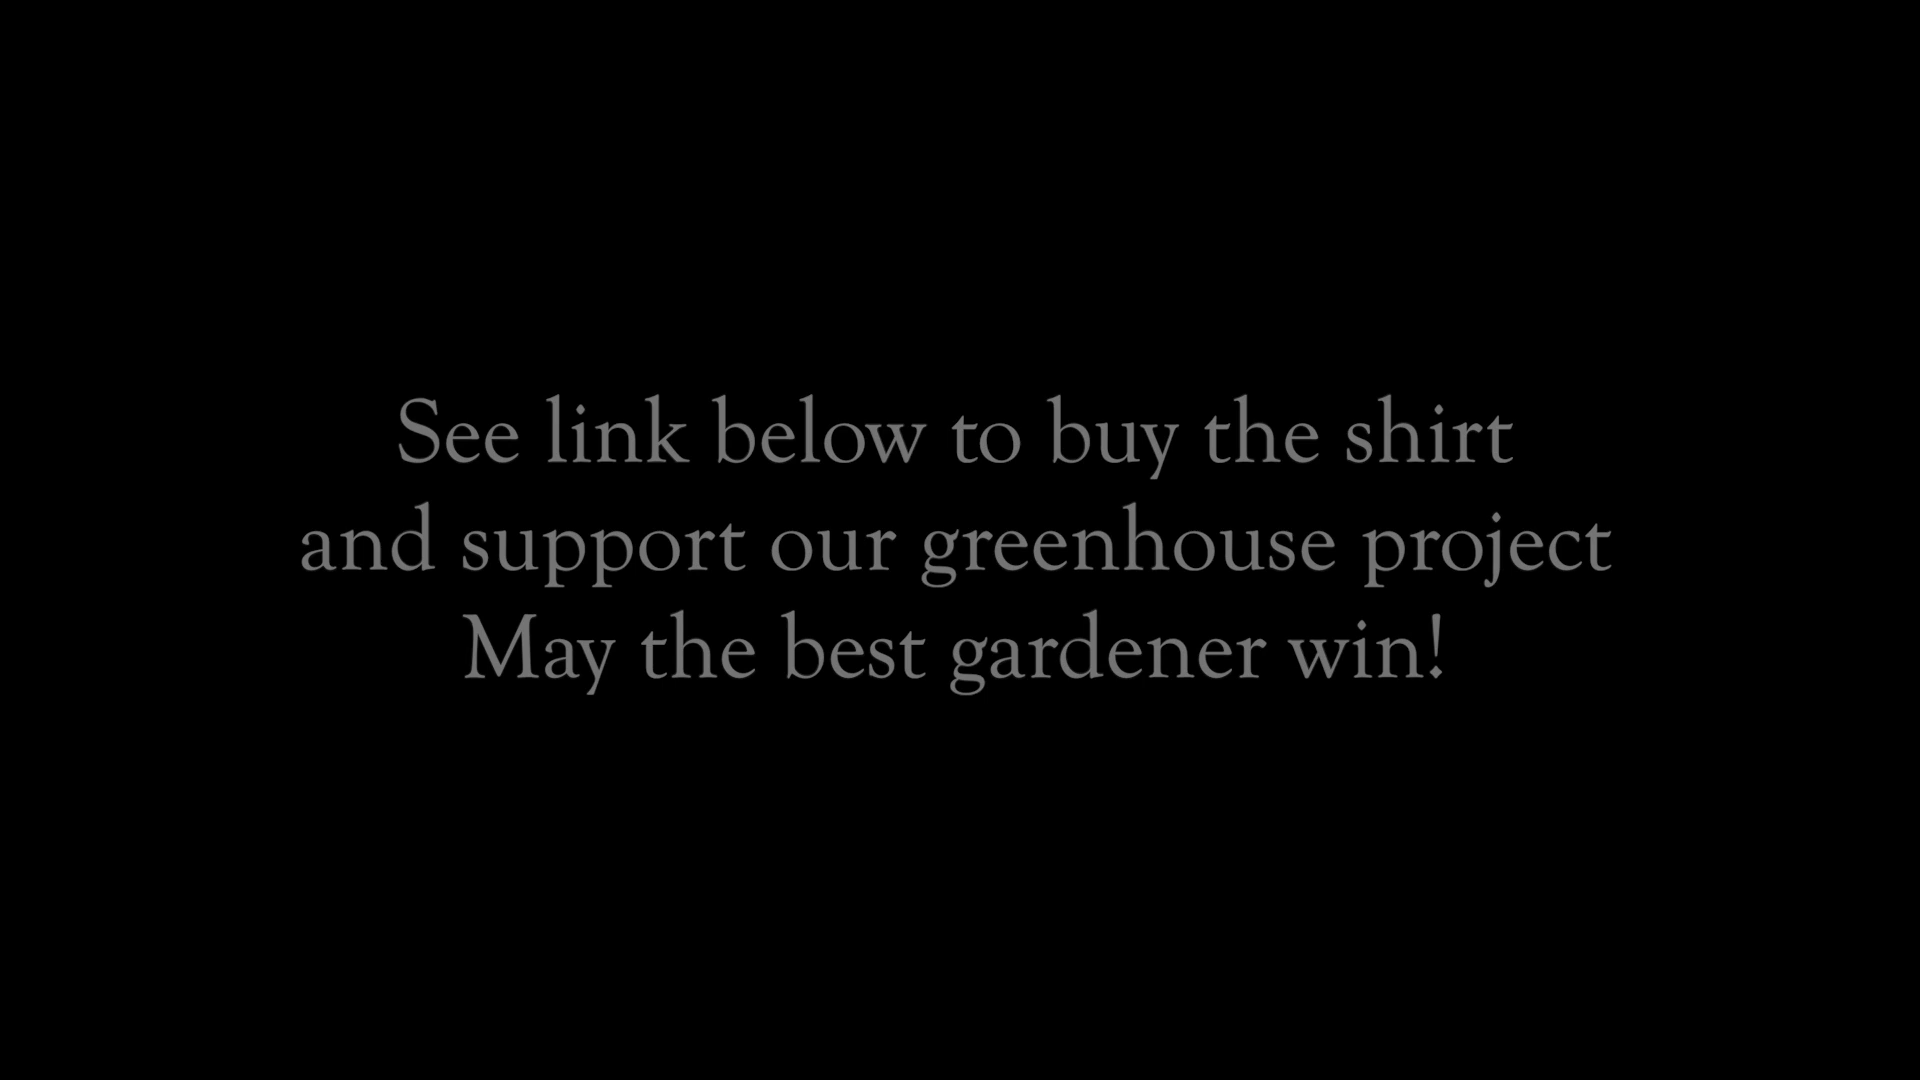 See link below to buy the shirt
and support our greenhouse project
May the best gardener win!